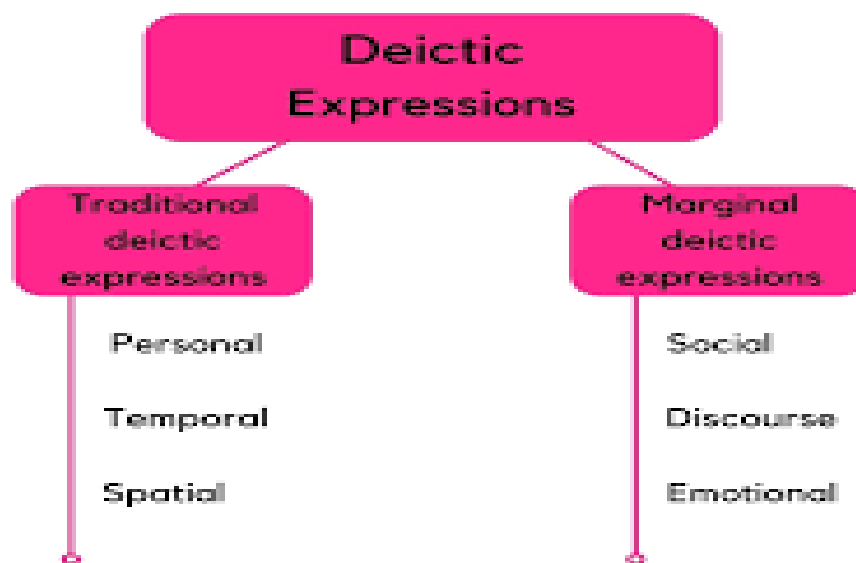 Deictic
Expressions
Traditional
deictic
expressions
Personal
Temporal
Spatial
Marginal
deictic
expressions
Social
Discourse
Emotional